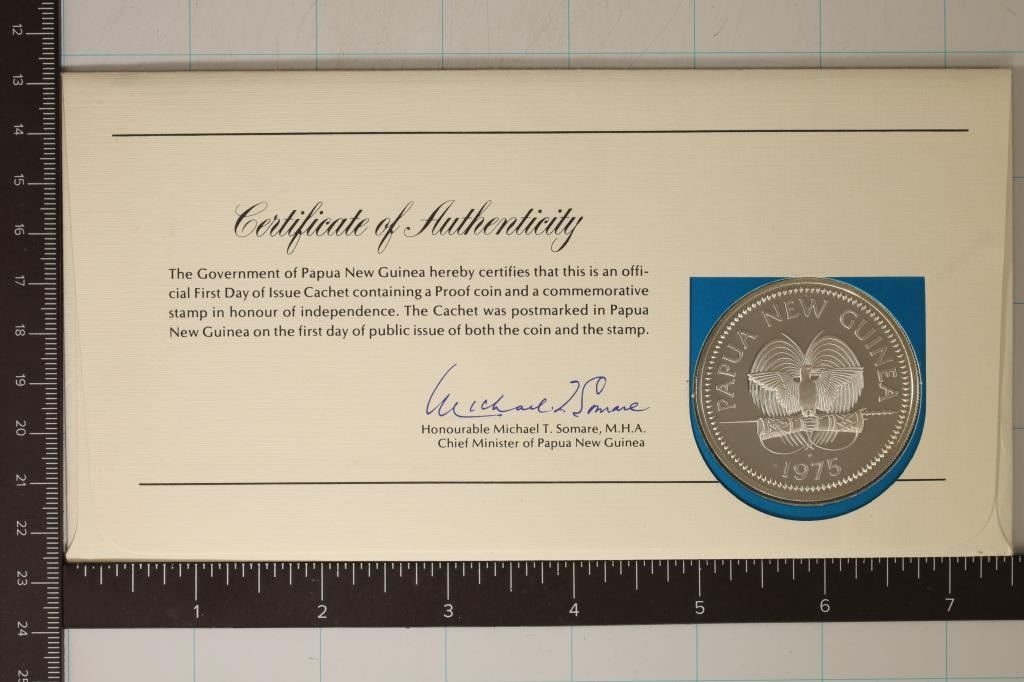 Certificate of Authenticity
The Government of Papua New Guinea hereby certifies that this is an offi-
cial First Day of Issue Cachet containing a Proof coin and a commemorative
stamp in honour of independence. The Cachet was postmarked in Papua
New Guinea on the first day of public issue of both the coin and the stamp.
Michael T Somare
Honourable Michael T. Somare, M.H.A.
Chief Minister of Papua New Guinea
PAPUA NEW GUINEA
1975
12
13
14
15
16
17
18
19
20
21
22
23
24
25
1 2 3 4 5 6 7